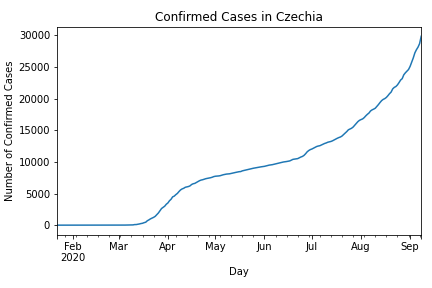 Confirmed Cases in Czechia
Number of Confirmed Cases
30000
25000
20000
15000
10000
5000
0
Feb Mar Apr May Jun Jul Aug Sep
2020
Day